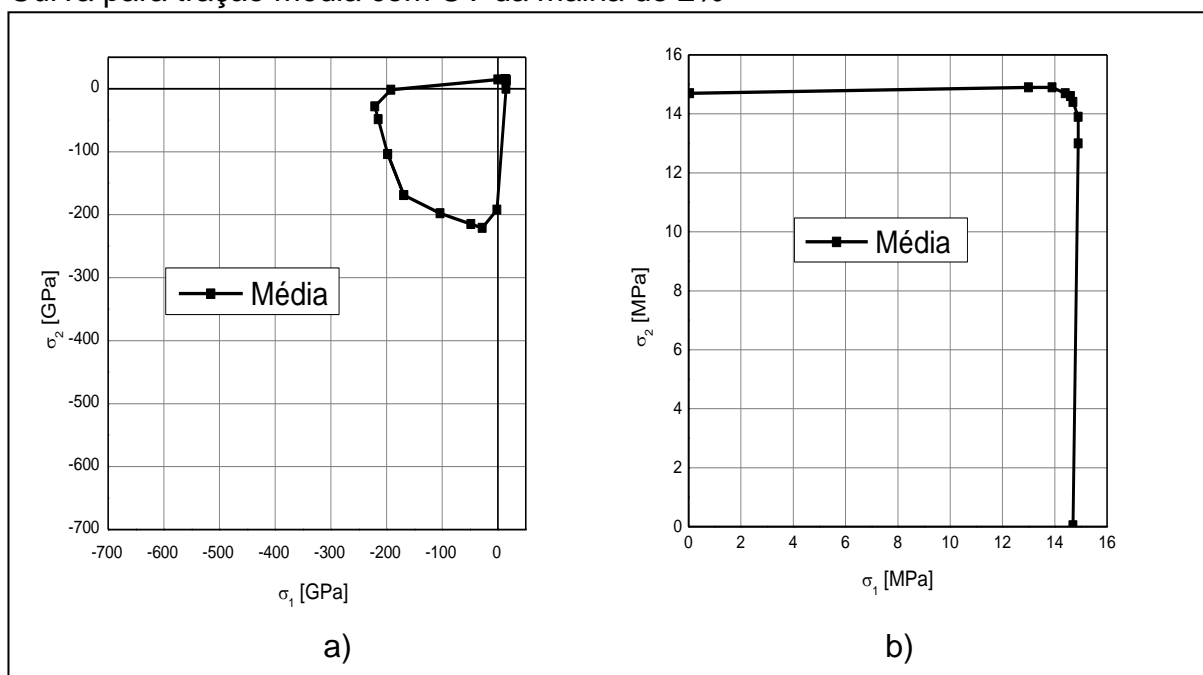 Curva para tração média com CV da malha de 2%
0
-100
-200
-300
-400
-500
-600
-700
σ2 [GPa]
Média
-700 -600 -500 -400 -300 -200 -100 0
σ1 [GPa]
a)
16
14
12
10
8
6
4
2
0
σ2 [MPa]
Média
0 2 4 6 8 10 12 14 16
σ1 [MPa]
b)